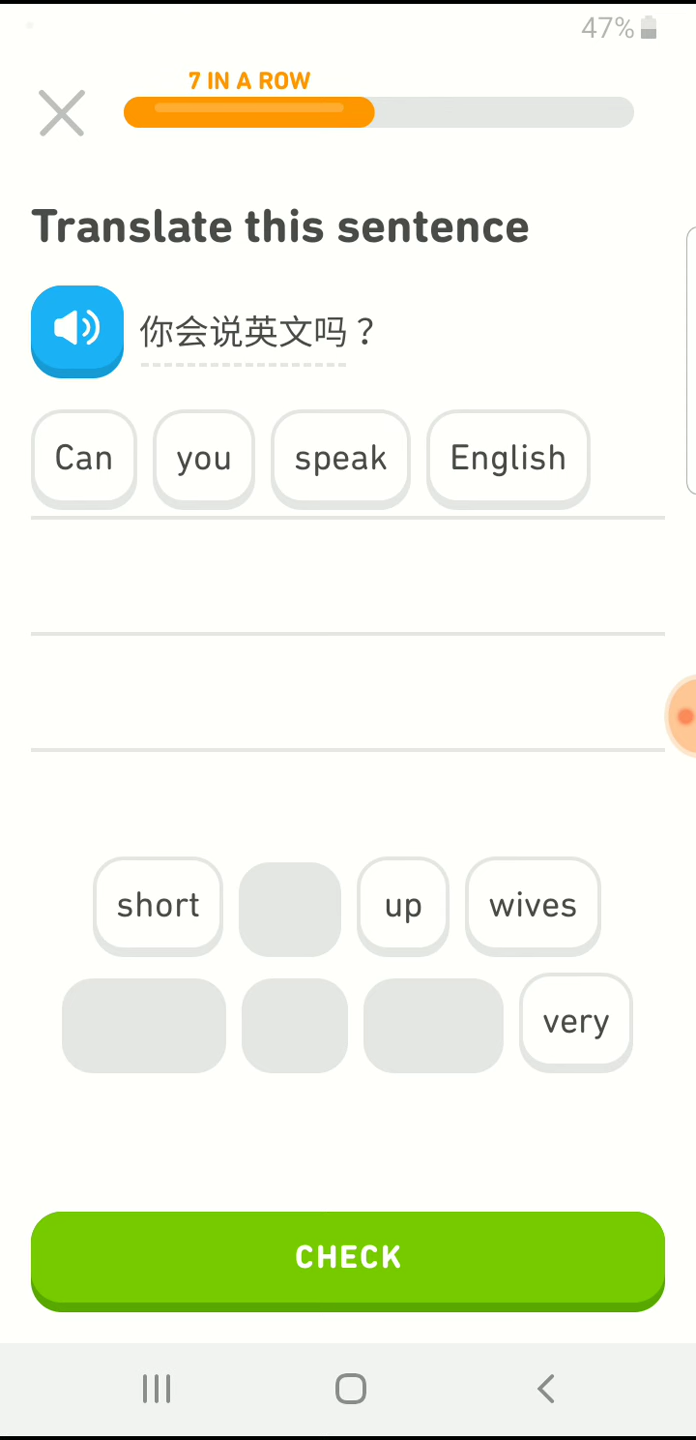 47%
7 IN A ROW
Translate this sentence
你会说英文吗？
Can you speak English
short up wives
very
CHECK